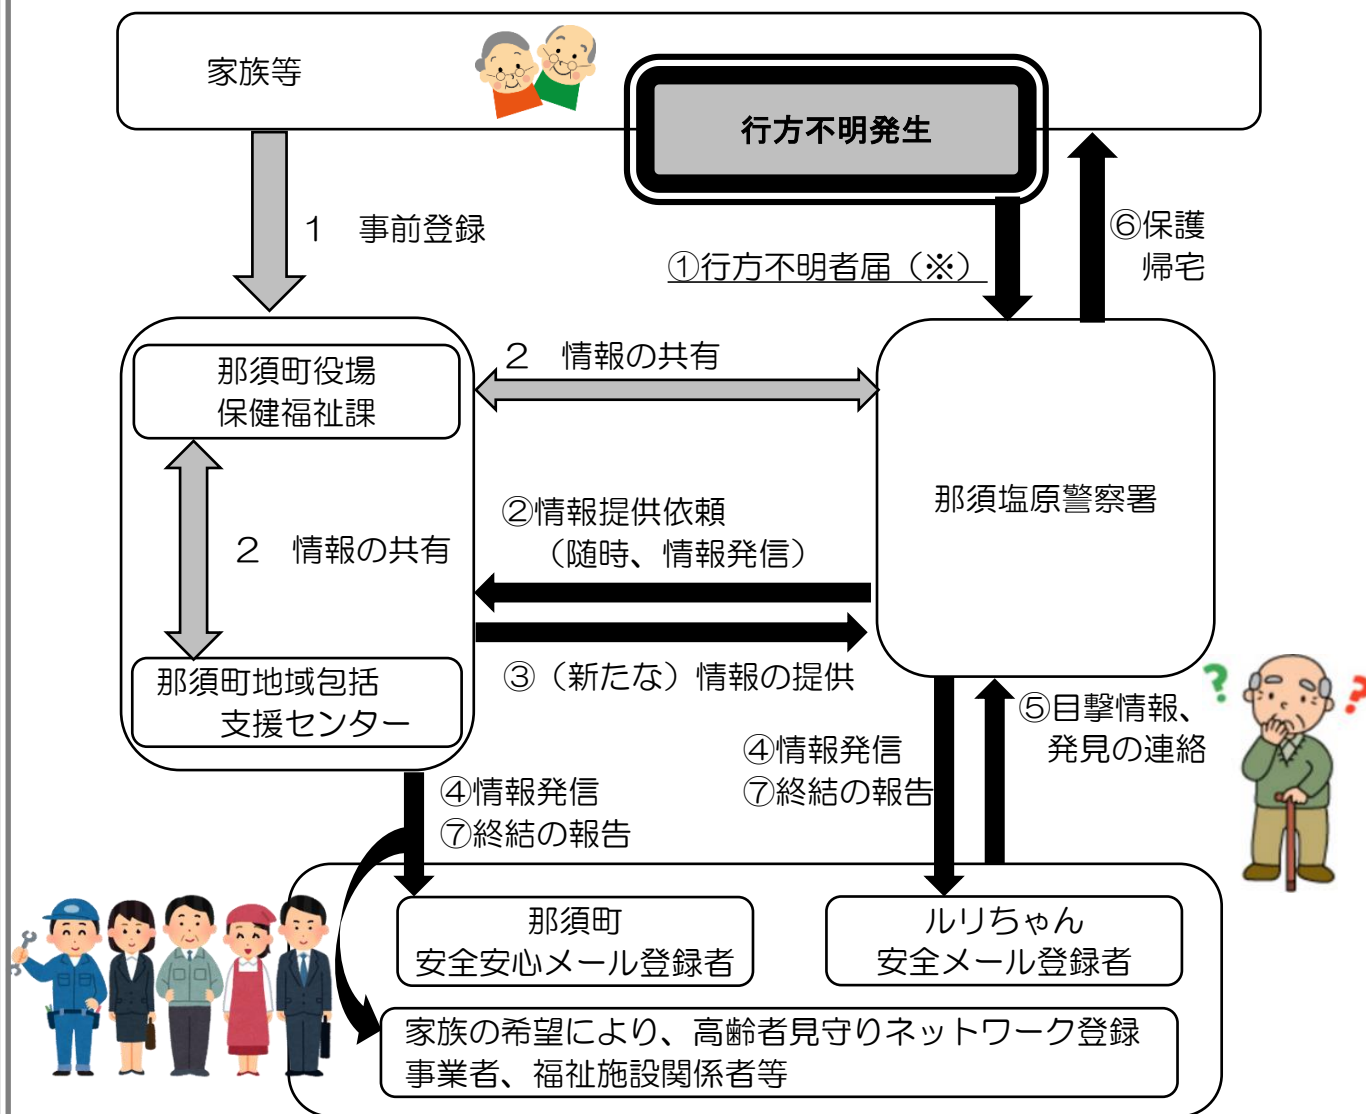 家族等
行方不明発生
1　事前登録
①行方不明者届（※）
⑥保護
帰宅
那須町役場
保健福祉課
2　情報の共有
那須塩原警察署
2　情報の共有
②情報提供依頼
（随時、情報発信）
③（新たな）情報の提供
那須町地域包括
支援センター
④情報発信
⑦終結の報告
④情報発信
⑦終結の報告
⑤目撃情報、
発見の連絡
?
?
那須町
安全安心メール登録者
ルリちゃん
安全メール登録者
家族の希望により、高齢者見守りネットワーク登録
事業者、福祉施設関係者等